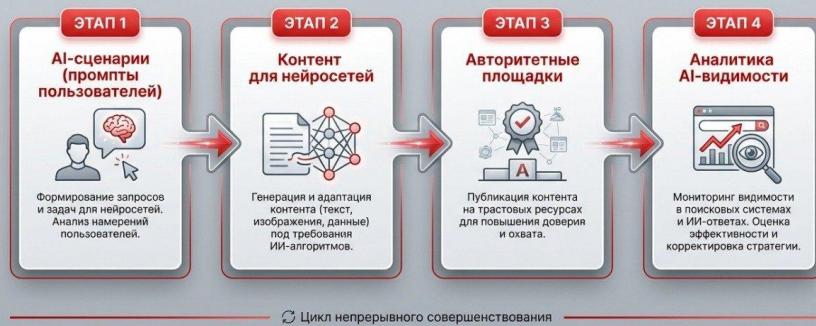 ЭТАП 1
AI-сценарии
(промпты
пользователей)
Формирование запросов
и задач для нейросетей.
Анализ намерений
пользователей.
ЭТАП 2
Контент
для нейросетей
Генерация и адаптация
контента (текст,
изображения, данные)
под требования
ИИ-алгоритмов.
ЭТАП 3
Авторитетные
площадки
A
Публикация контента
на трастовых ресурсах
для повышения доверия
и охвата.
ЭТАП 4
Аналитика
AI-видимости
Мониторинг видимости
в поисковых системах
и ИИ-ответах. Оценка
эффективности и
корректировка стратегии.
Цикл непрерывного совершенствования